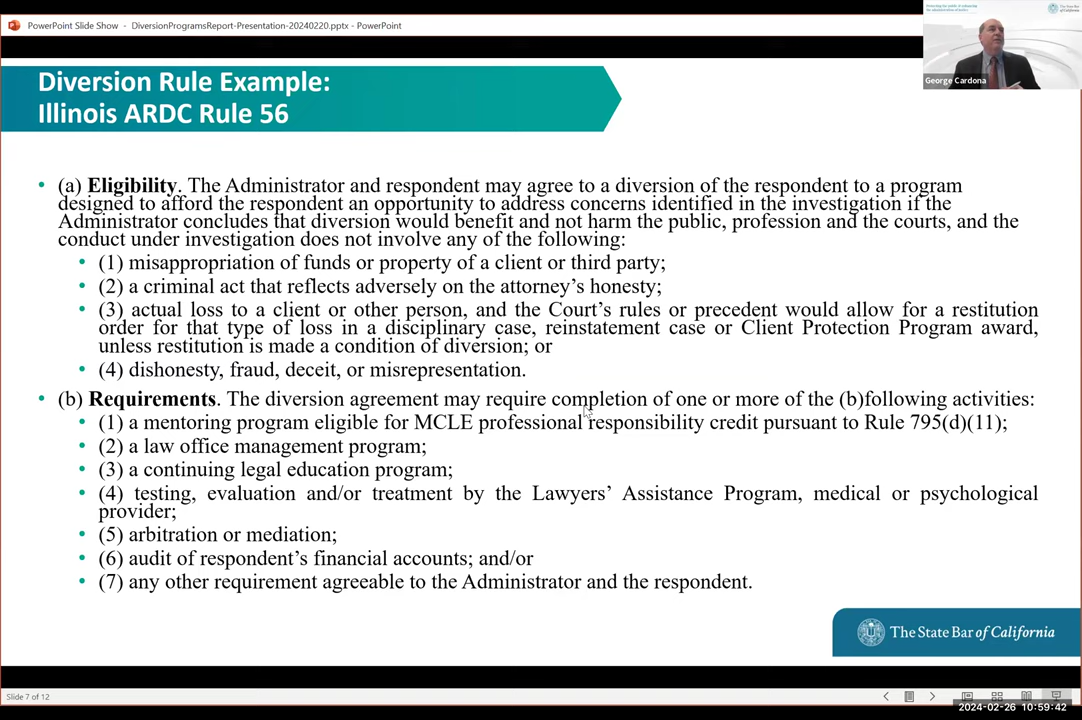 PowerPoint Slide Show - DiversionProgramsReport-Presentation-20240220.pptx - PowerPoint
George Cardona
Diversion Rule Example:
Illinois ARDC Rule 56
• (a) Eligibility. The Administrator and respondent may agree to a diversion of the respondent to a program
designed to afford the respondent an opportunity to address concerns identified in the investigation if the
Administrator concludes that diversion would benefit and not harm the public, profession and the courts, and the
conduct under investigation does not involve any of the following:
• (1) misappropriation of funds or property of a client or third party;
• (2) a criminal act that reflects adversely on the attorney’s honesty;
• (3) actual loss to a client or other person, and the Court’s rules or precedent would allow for a restitution
order for that type of loss in a disciplinary case, reinstatement case or Client Protection Program award,
unless restitution is made a condition of diversion; or
• (4) dishonesty, fraud, deceit, or misrepresentation.
• (b) Requirements. The diversion agreement may require completion of one or more of the (b)following activities:
• (1) a mentoring program eligible for MCLE professional responsibility credit pursuant to Rule 795(d)(11);
• (2) a law office management program;
• (3) a continuing legal education program;
• (4) testing, evaluation and/or treatment by the Lawyers’ Assistance Program, medical or psychological
provider;
• (5) arbitration or mediation;
• (6) audit of respondent’s financial accounts; and/or
• (7) any other requirement agreeable to the Administrator and the respondent.
The State Bar of California
Slide 7 of 12
2024-02-26 10:59:42